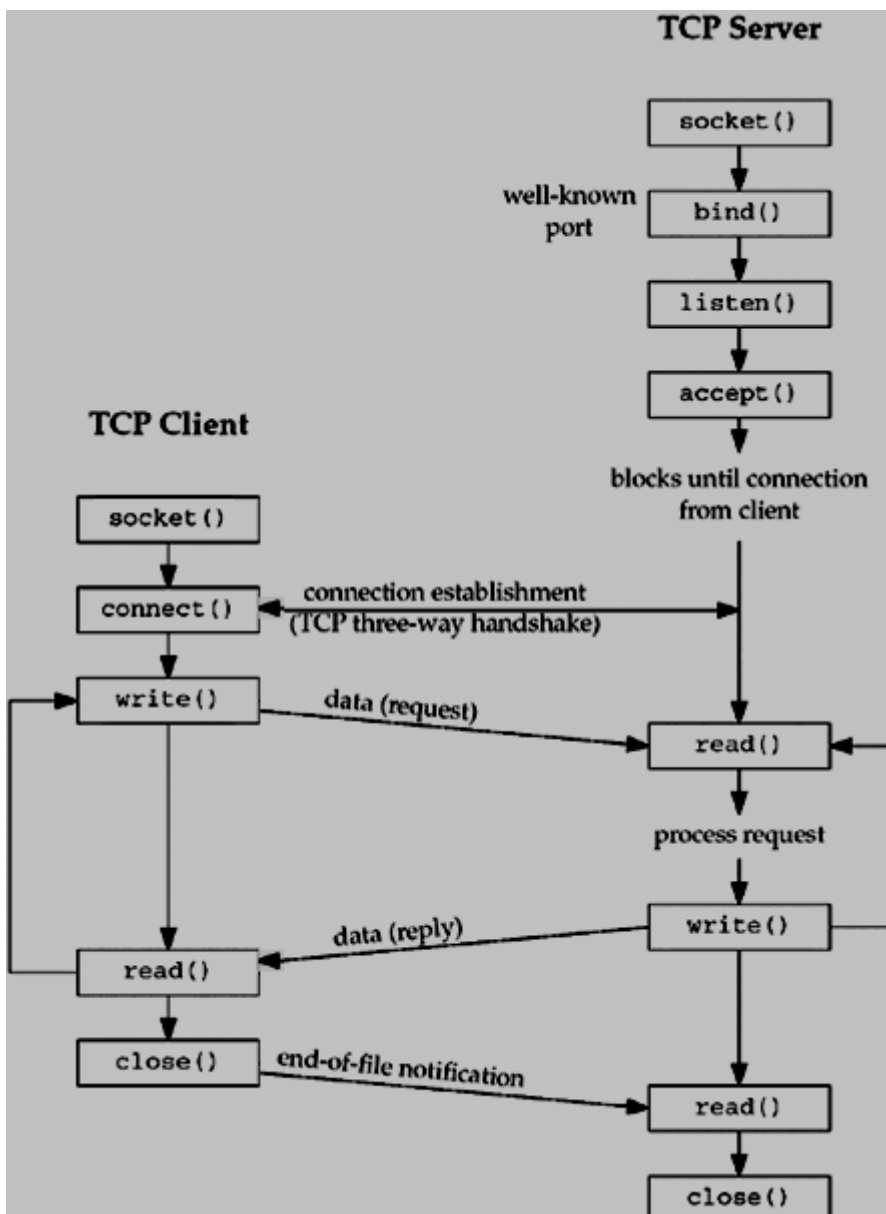 TCP Server
socket()
well-known
port
bind()
listen()
accept()
TCP Client
blocks until connection
from client
socket()
connection establishment
connect()
(TCP three-way handshake)
write()
data (request)
read()
process request
write()
data (reply)
read()
close()
end-of-file notification
read()
close()